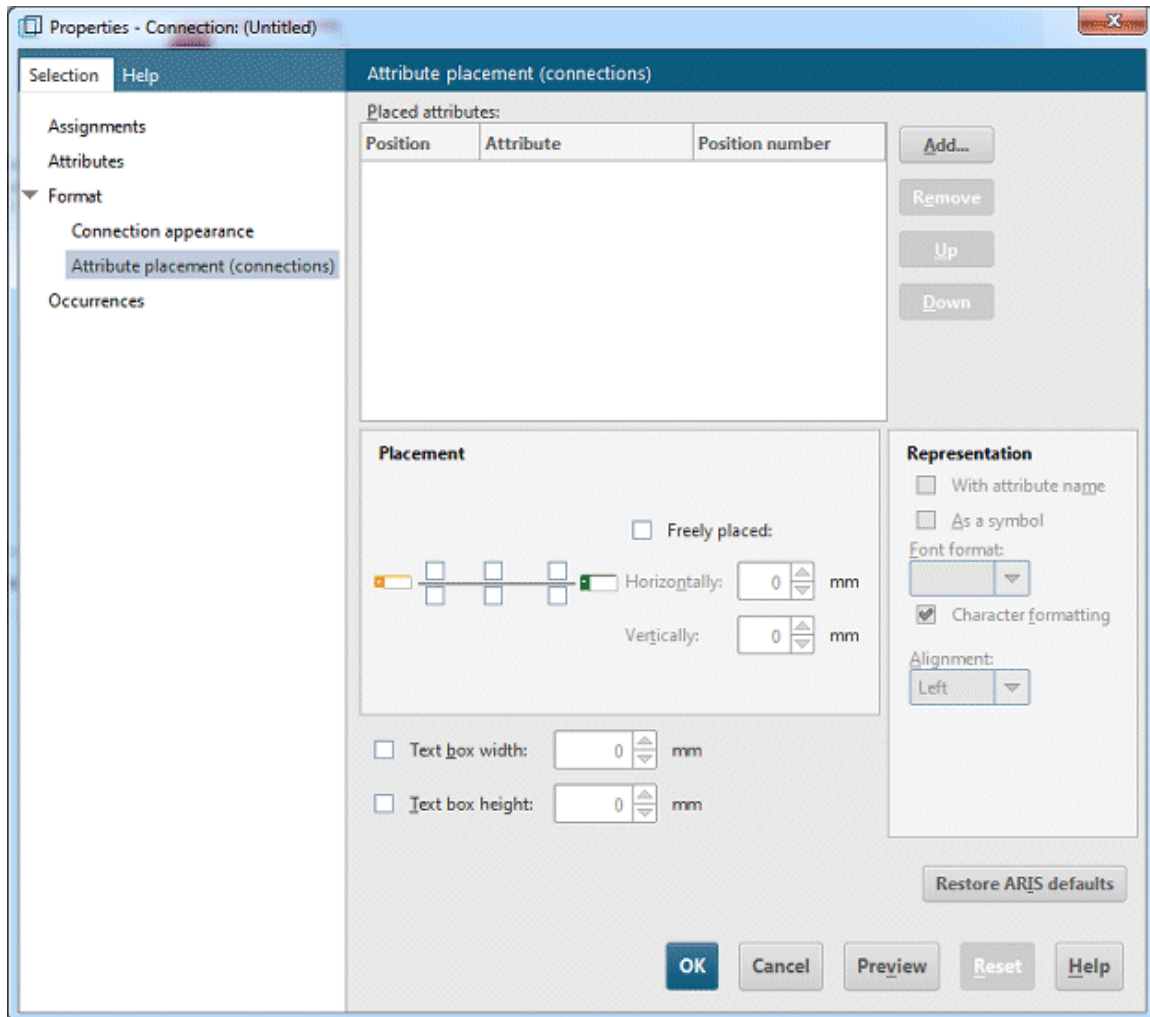 Properties - Connection: (Untitled)
Selection Help
Attribute placement (connections)
Assignments
Attributes
Format
Connection appearance
Attribute placement (connections)
Occurrences
Placed attributes:
Position Attribute Position number
Add...
Remove
Up
Down
Placement
Freely placed:
Horizontally: 0 mm
Vertically: 0 mm
Representation
With attribute name
As a symbol
Font format:
Character formatting
Alignment:
Left
Text box width: 0 mm
Text box height: 0 mm
Restore ARIS defaults
OK Cancel Preview Reset Help